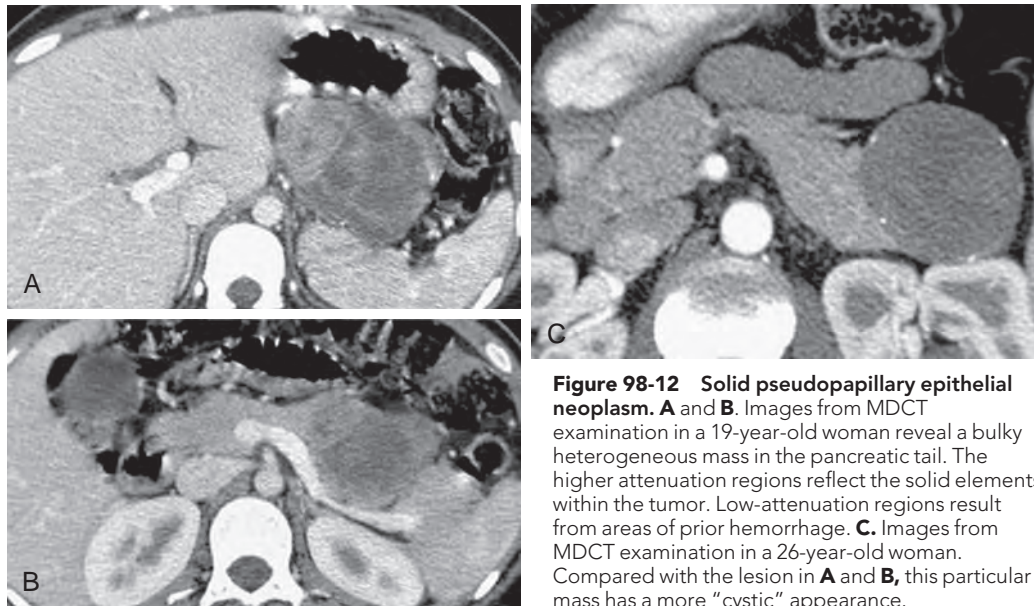 A
B
C
Figure 98-12 Solid pseudopapillary epithelial
neoplasm. A and B. Images from MDCT
examination in a 19-year-old woman reveal a bulky
heterogeneous mass in the pancreatic tail. The
higher attenuation regions reflect the solid elements
within the tumor. Low-attenuation regions result
from areas of prior hemorrhage. C. Images from
MDCT examination in a 26-year-old woman.
Compared with the lesion in A and B, this particular
mass has a more “cystic” appearance.